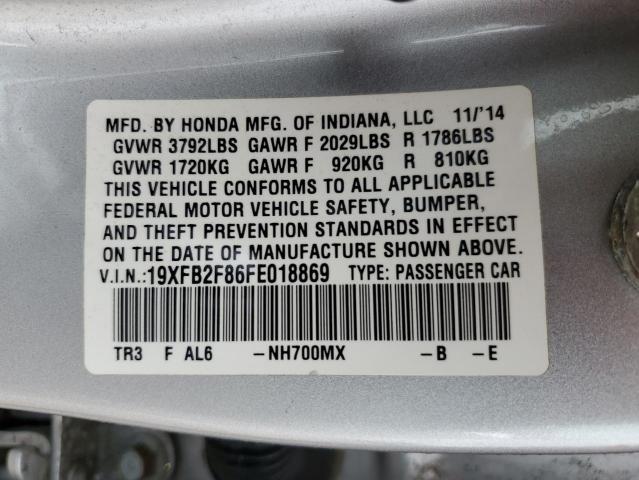 MFD. BY HONDA MFG. OF INDIANA, LLC 11/'14
GVWR 3792LBS GAWR F 2029LBS R 1786LBS
GVWR 1720KG GAWR F 920KG R 810KG
THIS VEHICLE CONFORMS TO ALL APPLICABLE
FEDERAL MOTOR VEHICLE SAFETY, BUMPER,
AND THEFT PREVENTION STANDARDS IN EFFECT
ON THE DATE OF MANUFACTURE SHOWN ABOVE.
V.I.N.:19XFB2F86FE018869 TYPE: PASSENGER CAR
TR3 F AL6 -NH700MX -B -E